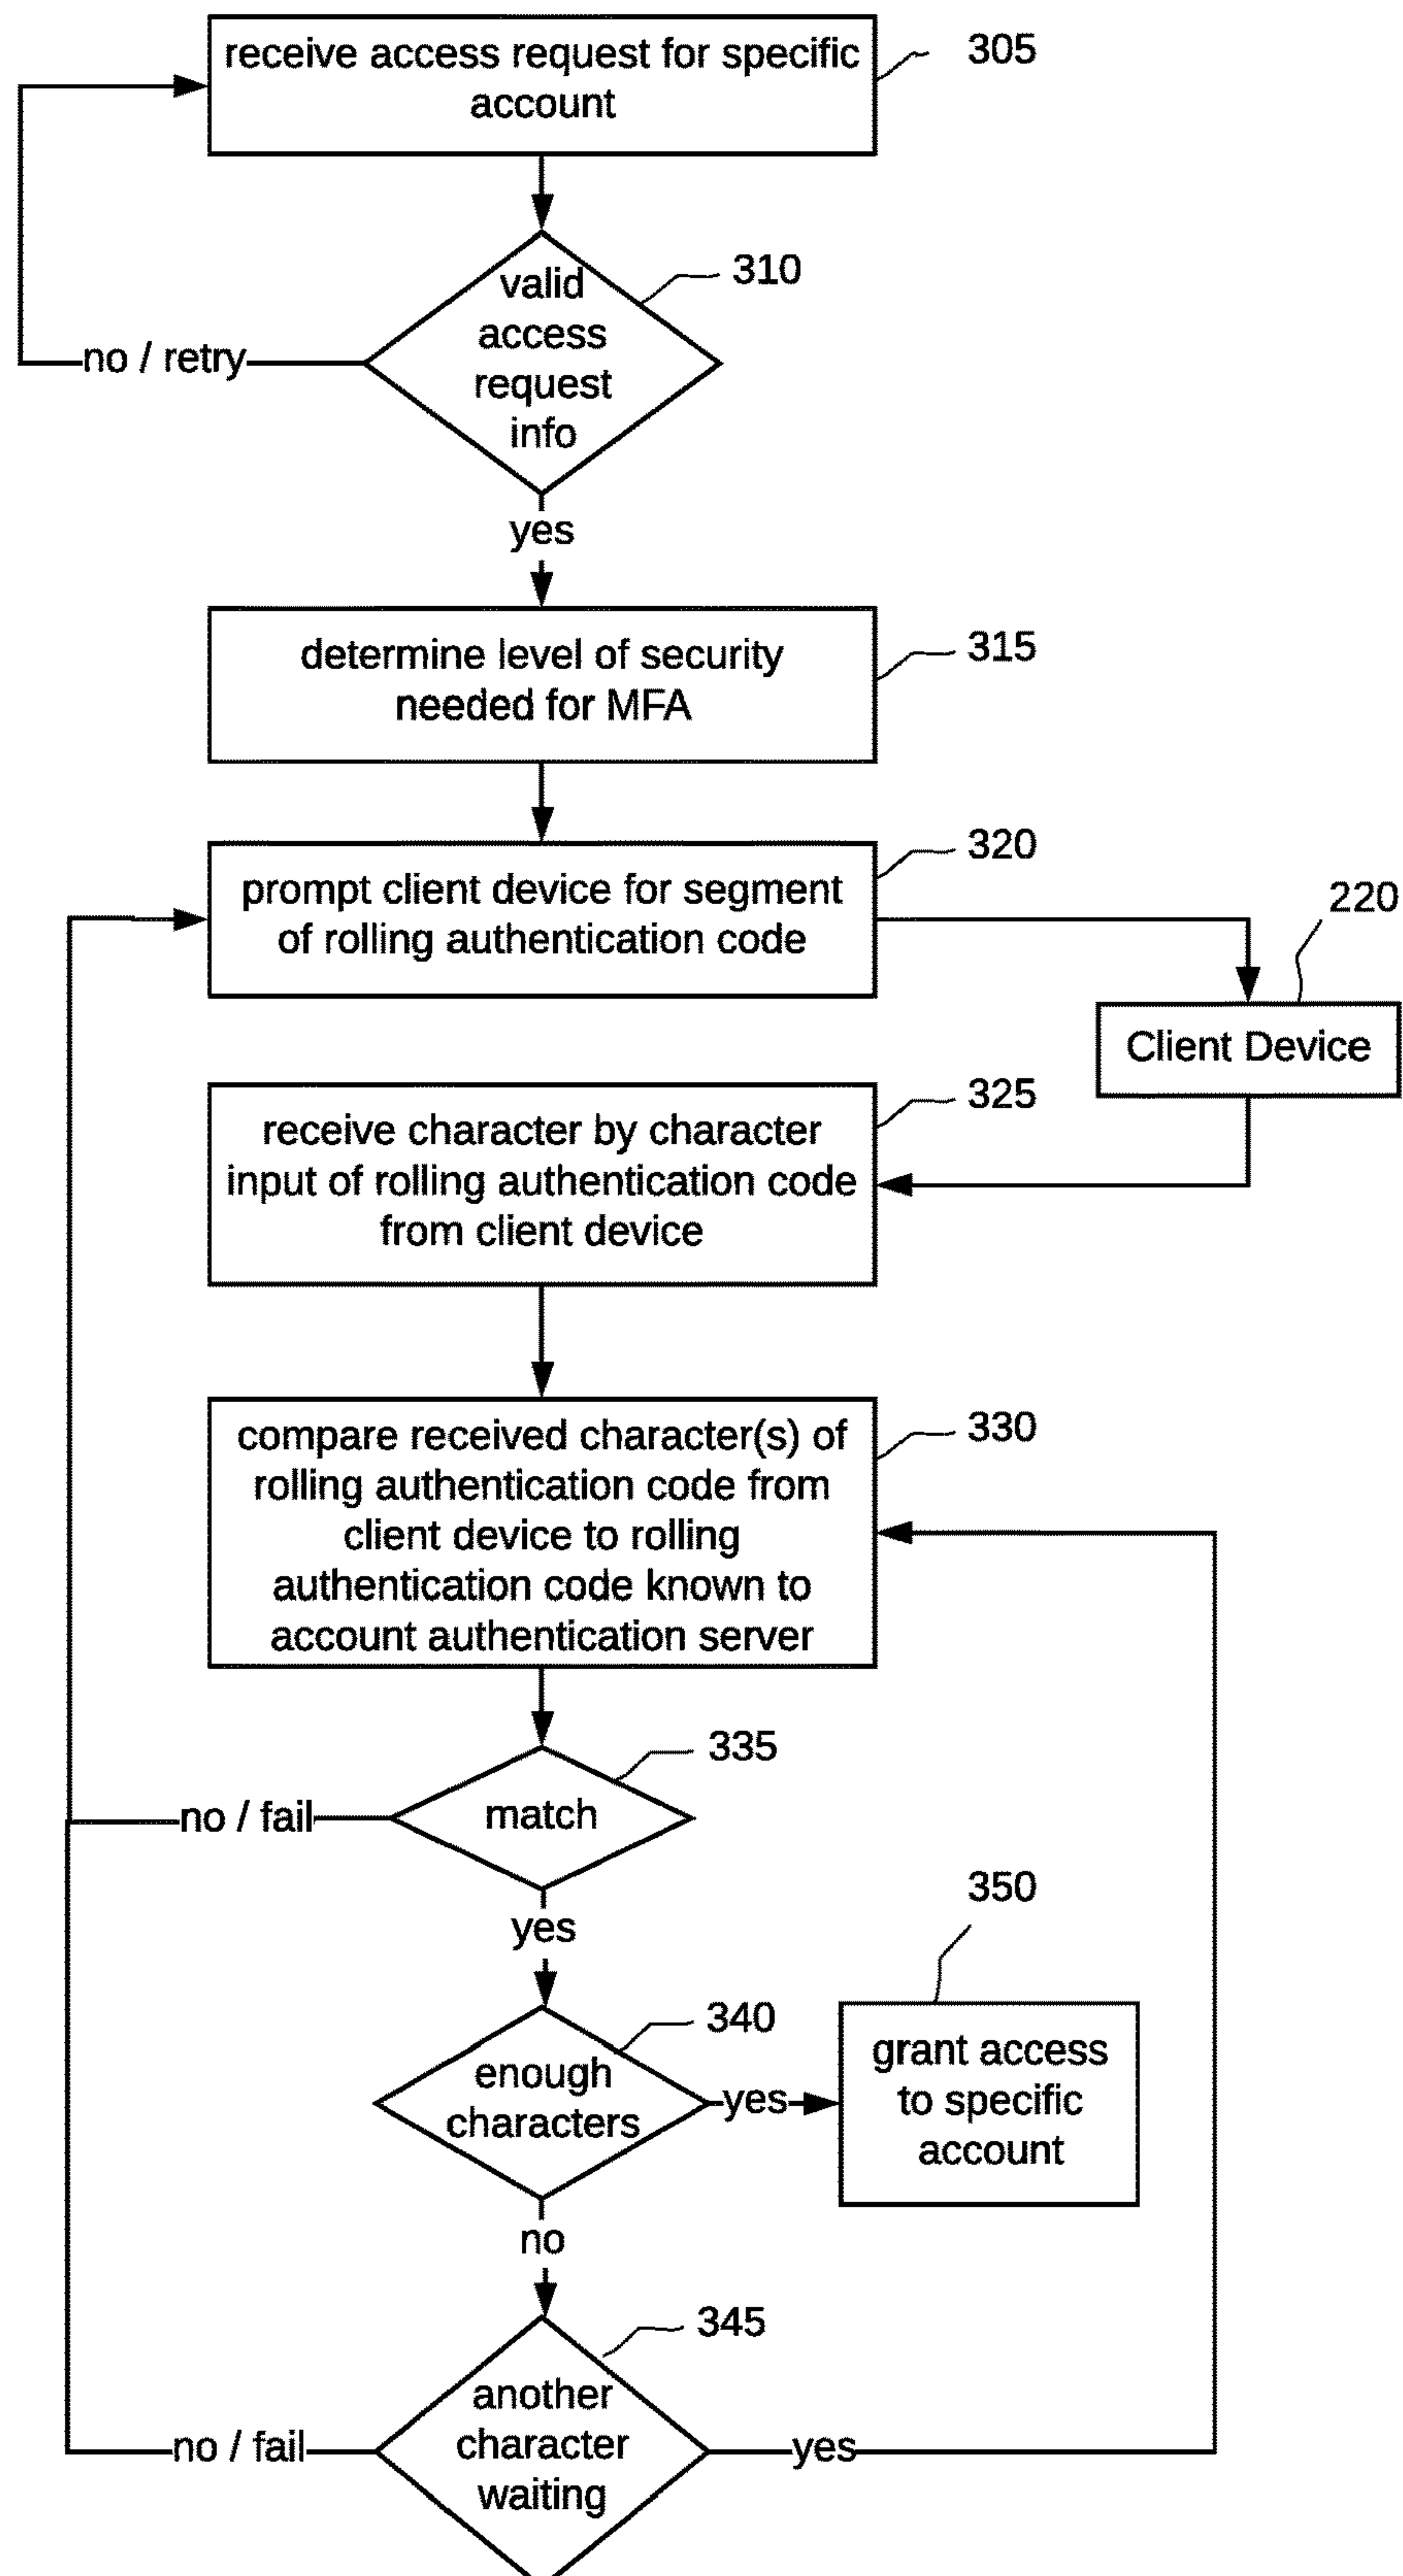 receive access request for specific
account
305
valid
access
request
info
310
no / retry
yes
determine level of security
needed for MFA
315
prompt client device for segment
of rolling authentication code
320
220
Client Device
receive character by character
input of rolling authentication code
from client device
325
compare received character(s) of
rolling authentication code from
client device to rolling
authentication code known to
account authentication server
330
match
335
no / fail
yes
350
enough
characters
340
yes
grant access
to specific
account
no
another
character
waiting
345
no / fail
yes